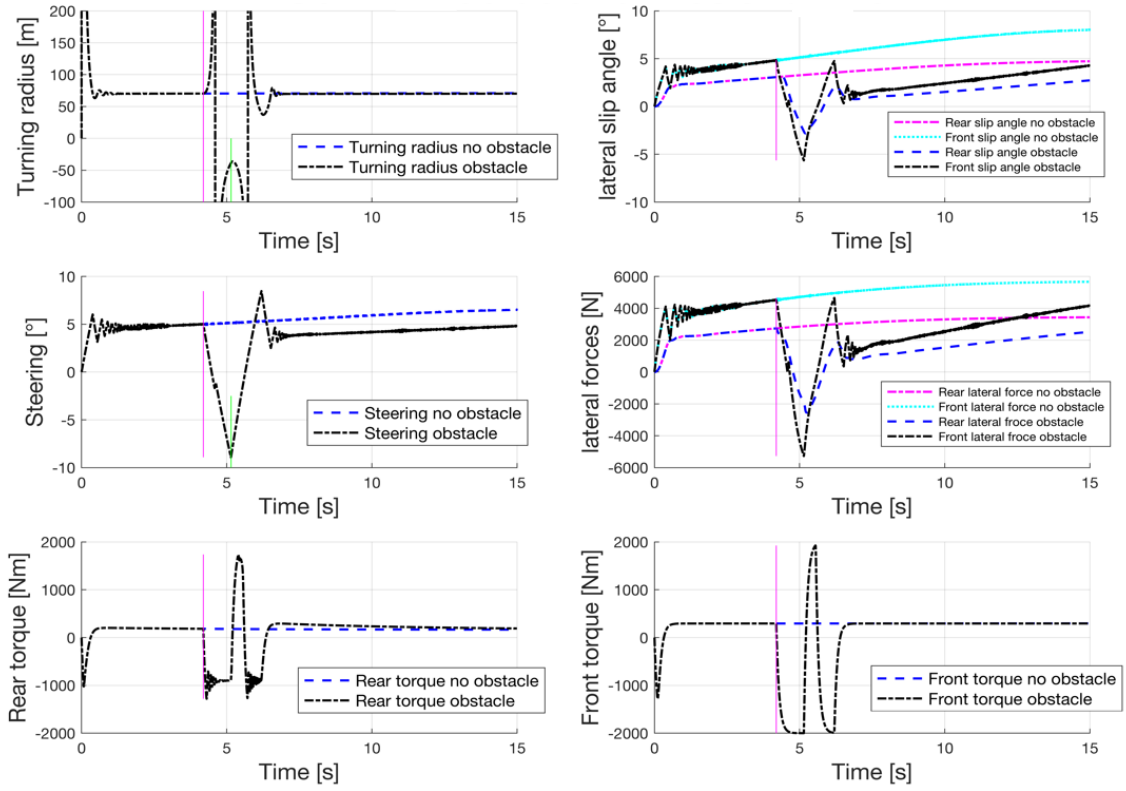 Turning radius [m]
200
150
100
50
0
-50
-100
0
5
10
15
Time [s]
Turning radius no obstacle
Turning radius obstacle
lateral slip angle [°]
10
5
0
5
10
0
5
10
15
Time [s]
Rear slip angle no obstacle
Front slip angle no obstacle
Rear slip angle obstacle
Front slip angle obstacle
Steering [°]
10
5
0
-5
-10
0
5
10
15
Time [s]
Steering no obstacle
Steering obstacle
lateral forces [N]
6000
4000
2000
0
-2000
-4000
-6000
0
5
10
15
Time [s]
Rear lateral force no obstacle
Front lateral force no obstacle
Rear lateral froce obstacle
Front lateral froce obstacle
Rear torque [Nm]
2000
1000
0
-1000
-2000
0
5
10
15
Time [s]
Rear torque no obstacle
Rear torque obstacle
Front torque [Nm]
2000
1000
0
-1000
-2000
0
5
10
15
Time [s]
Front torque no obstacle
Front torque obstacle